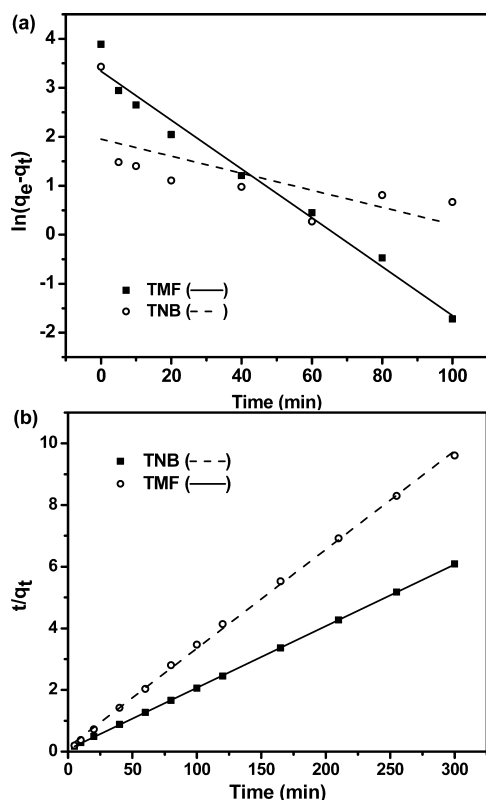 (a)
4
3
2
1
0
-1
-2
ln(qe-qt)
TMF (——)
TNB (– – )
0 20 40 60 80 100
Time (min)
(b)
10
8
6
4
2
0
t/qt
TNB (– – –)
TMF (——)
0 50 100 150 200 250 300
Time (min)